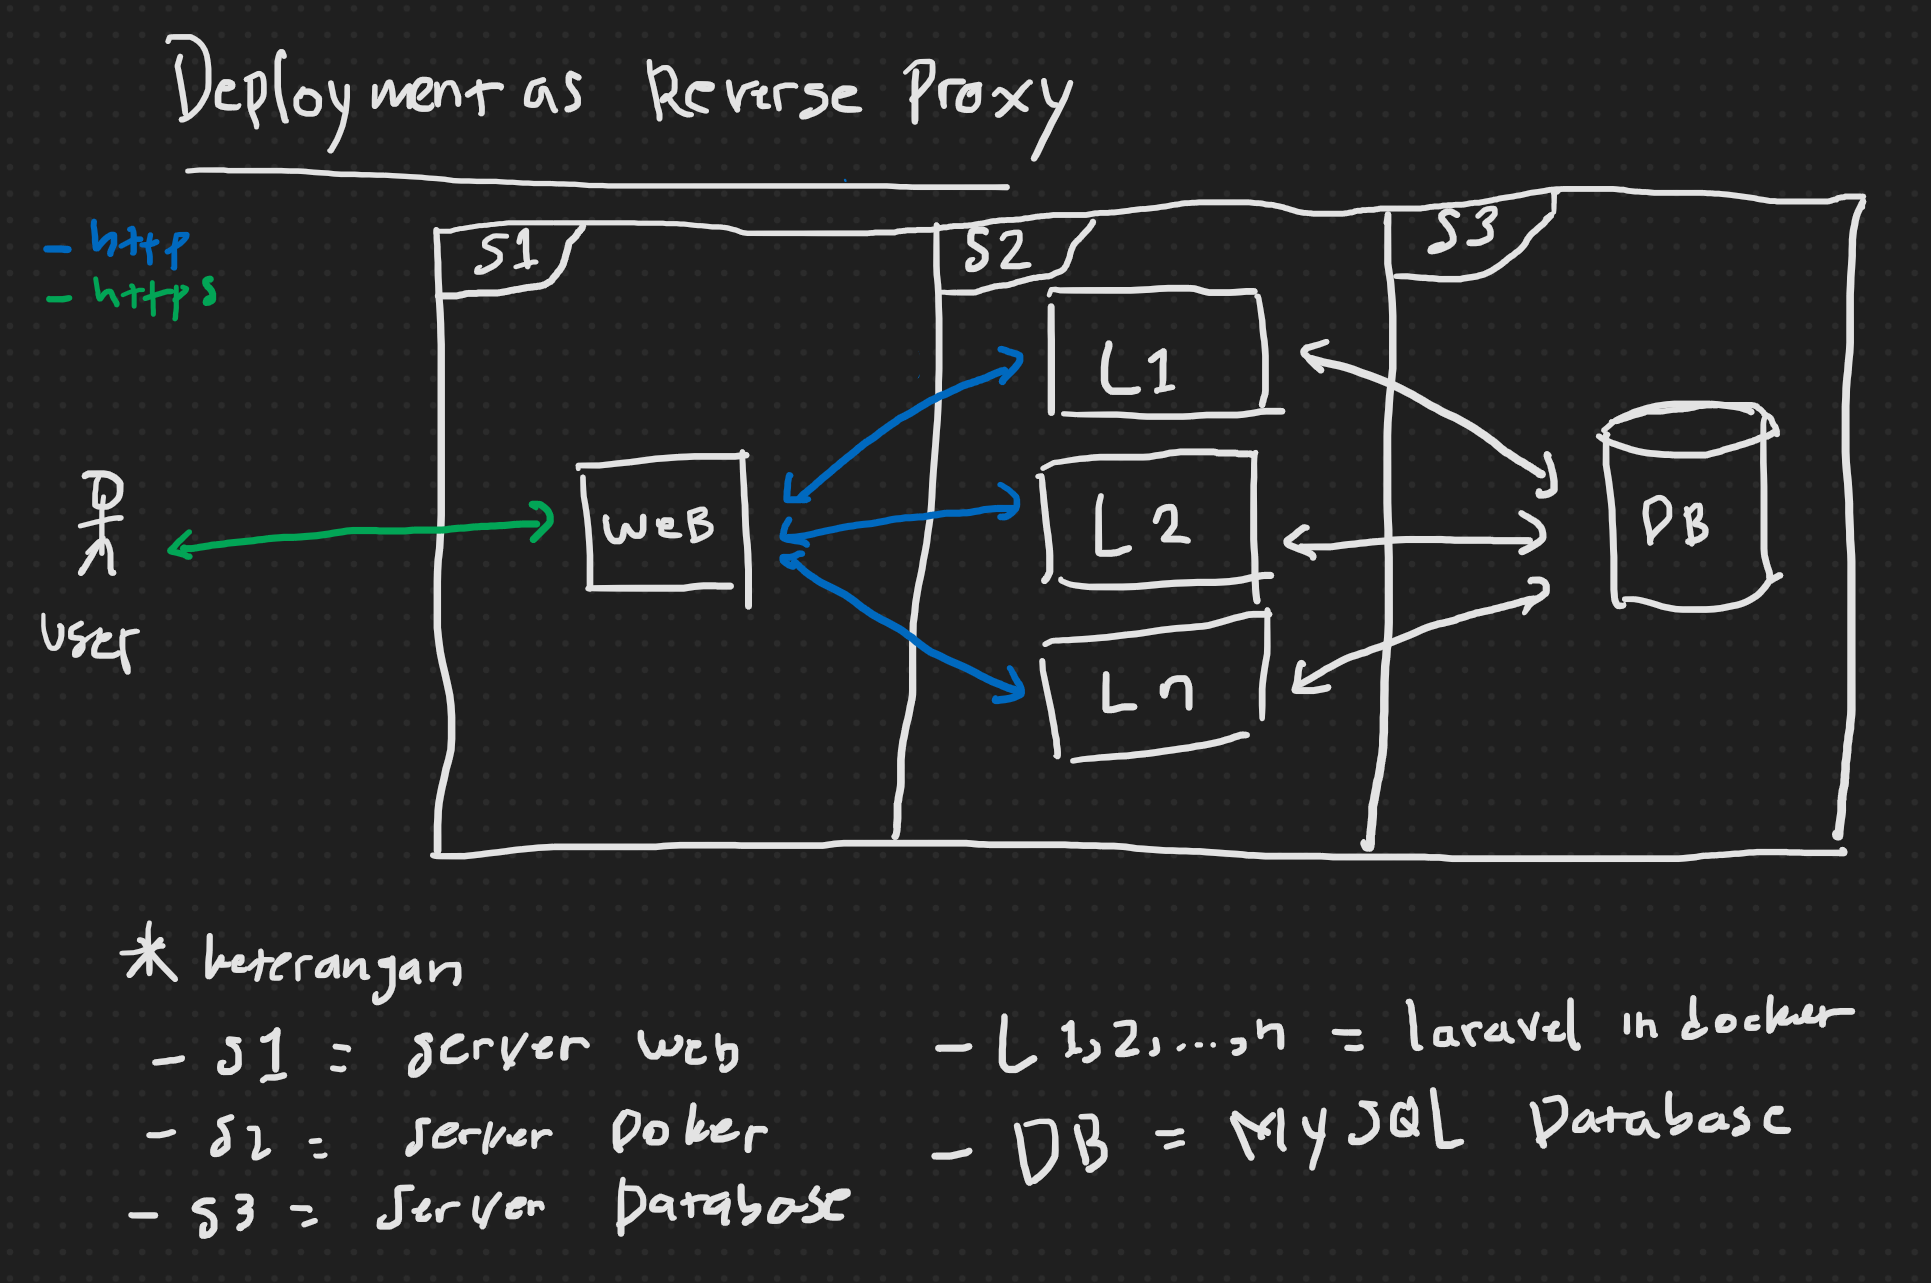 Deployment as Reverse Proxy
- http
- https
S1
S2
S3
L1
L2
Ln
WEB
DB
user
* keterangan
- S1 = server web
- S2 = server Doker
- S3 = Server Database
- L 1,2,...,n = laravel in docker
- DB = MySQL Database